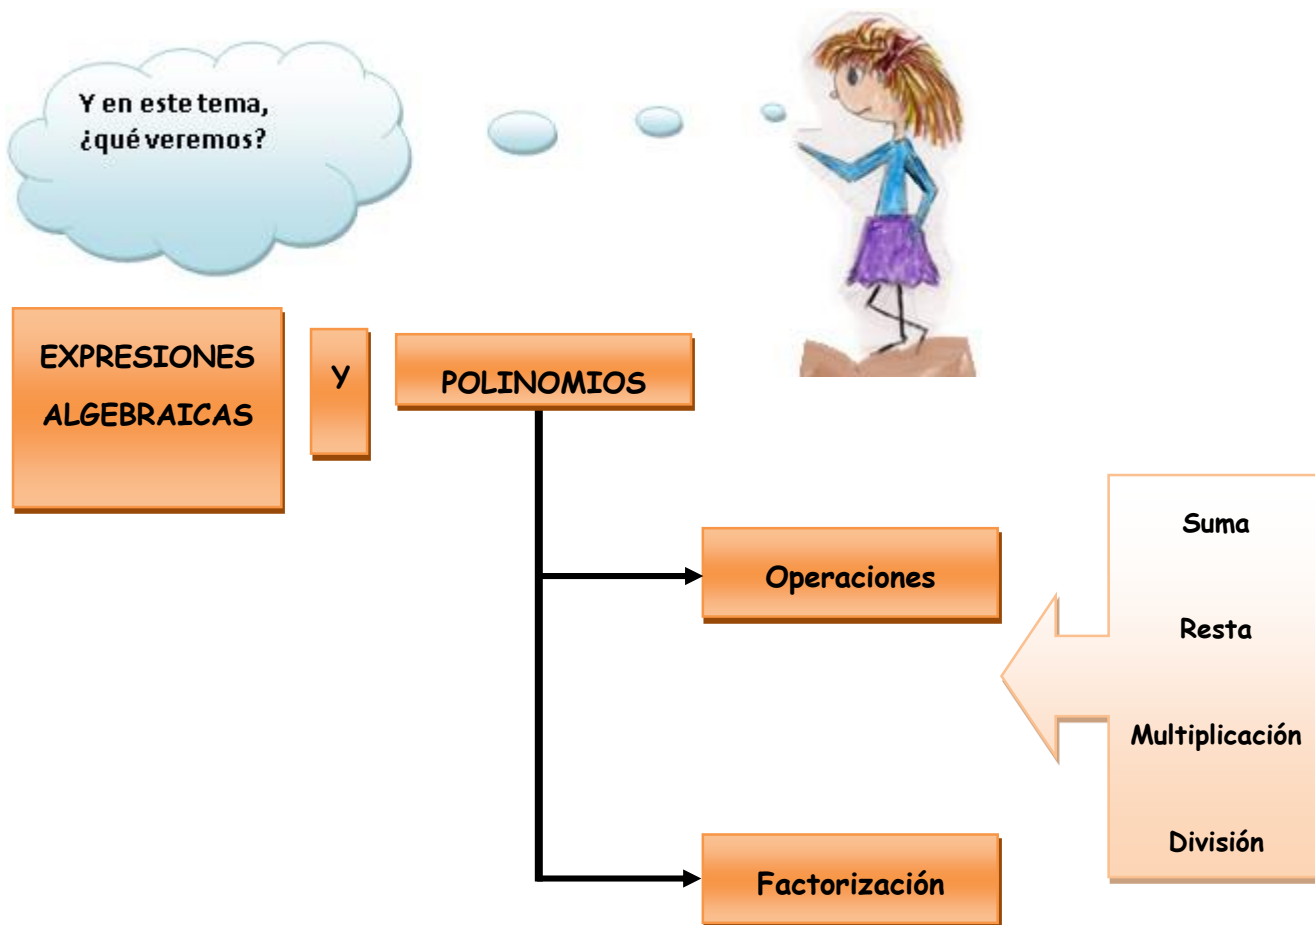 Y en este tema,
¿qué veremos?
EXPRESIONES
ALGEBRAICAS
Y
POLINOMIOS
Operaciones
Suma
Resta
Multiplicación
División
Factorización